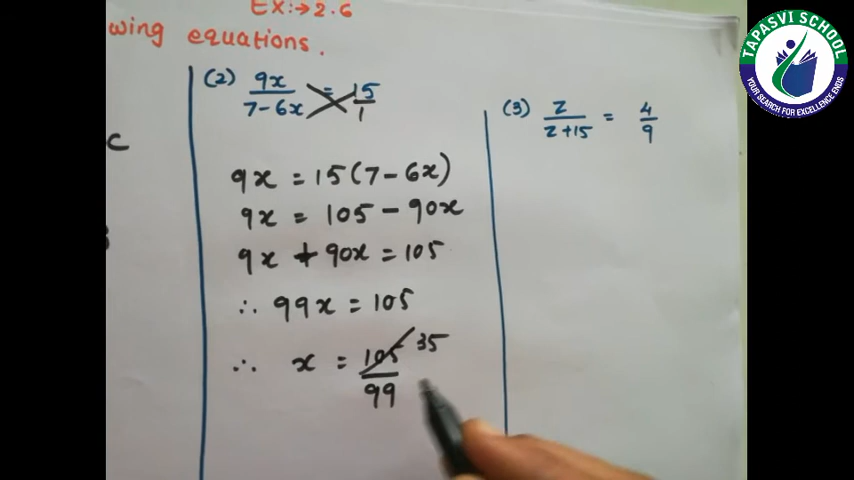 EX:→2.6
wing equations.
C
(2) 9x/7-6x = 15/1
9x = 15(7-6x)
9x = 105 - 90x
9x + 90x = 105
∴ 99x = 105
∴ x = 105/99 35
(3) z/z+15 = 4/9
TAPASVI SCHOOL
YOUR SEARCH FOR EXCELLENCE ENDS